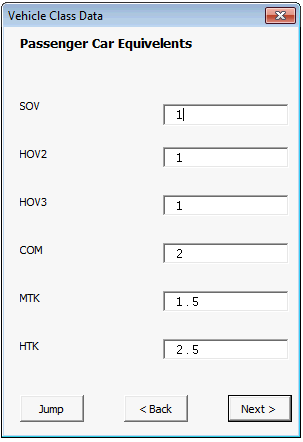 Vehicle Class Data
Passenger Car Equivelents
SOV 1
HOV2 1
HOV3 1
COM 2
MTK 1.5
HTK 2.5
Jump < Back Next >